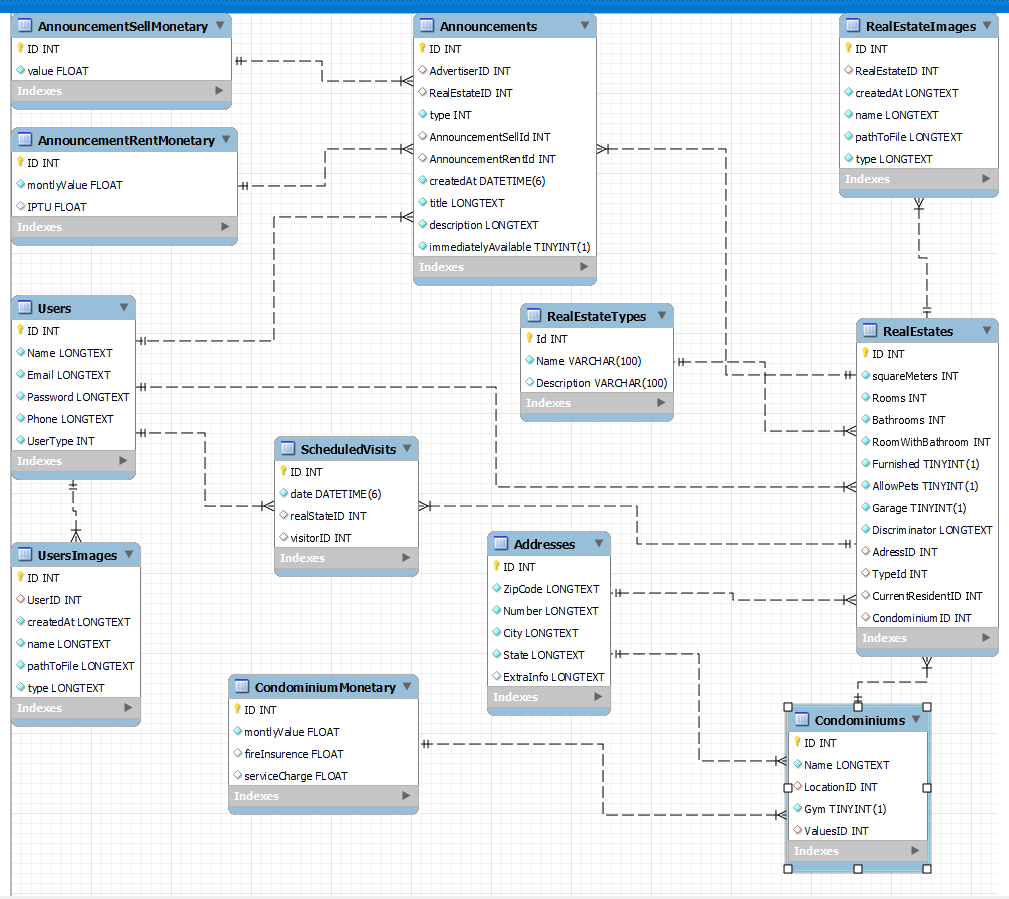 AnnouncementSellMonetary
ID INT
value FLOAT
Indexes
AnnouncementRentMonetary
ID INT
montlyValue FLOAT
IPTU FLOAT
Indexes
Announcements
ID INT
AdvertiserID INT
RealEstateID INT
type INT
AnnouncementSellId INT
AnnouncementRentId INT
createdAt DATETIME(6)
title LONGTEXT
description LONGTEXT
immediatelyAvailable TINYINT(1)
Indexes
RealEstateImages
ID INT
RealEstateID INT
createdAt LONGTEXT
name LONGTEXT
pathToFile LONGTEXT
type LONGTEXT
Indexes
Users
ID INT
Name LONGTEXT
Email LONGTEXT
Password LONGTEXT
Phone LONGTEXT
UserType INT
Indexes
RealEstateTypes
Id INT
Name VARCHAR(100)
Description VARCHAR(100)
Indexes
RealEstates
ID INT
squareMeters INT
Rooms INT
Bathrooms INT
RoomWithBathroom INT
Furnished TINYINT(1)
AllowPets TINYINT(1)
Garage TINYINT(1)
Discriminator LONGTEXT
AdressID INT
TypeId INT
CurrentResidentID INT
CondominiumID INT
Indexes
ScheduledVisits
ID INT
date DATETIME(6)
realStateID INT
visitorID INT
Indexes
UsersImages
ID INT
UserID INT
createdAt LONGTEXT
name LONGTEXT
pathToFile LONGTEXT
type LONGTEXT
Indexes
Addresses
ID INT
ZipCode LONGTEXT
Number LONGTEXT
City LONGTEXT
State LONGTEXT
ExtraInfo LONGTEXT
Indexes
CondominiumMonetary
ID INT
montlyValue FLOAT
fireInsurence FLOAT
serviceCharge FLOAT
Indexes
Condominiums
ID INT
Name LONGTEXT
LocationID INT
Gym TINYINT(1)
ValuesID INT
Indexes